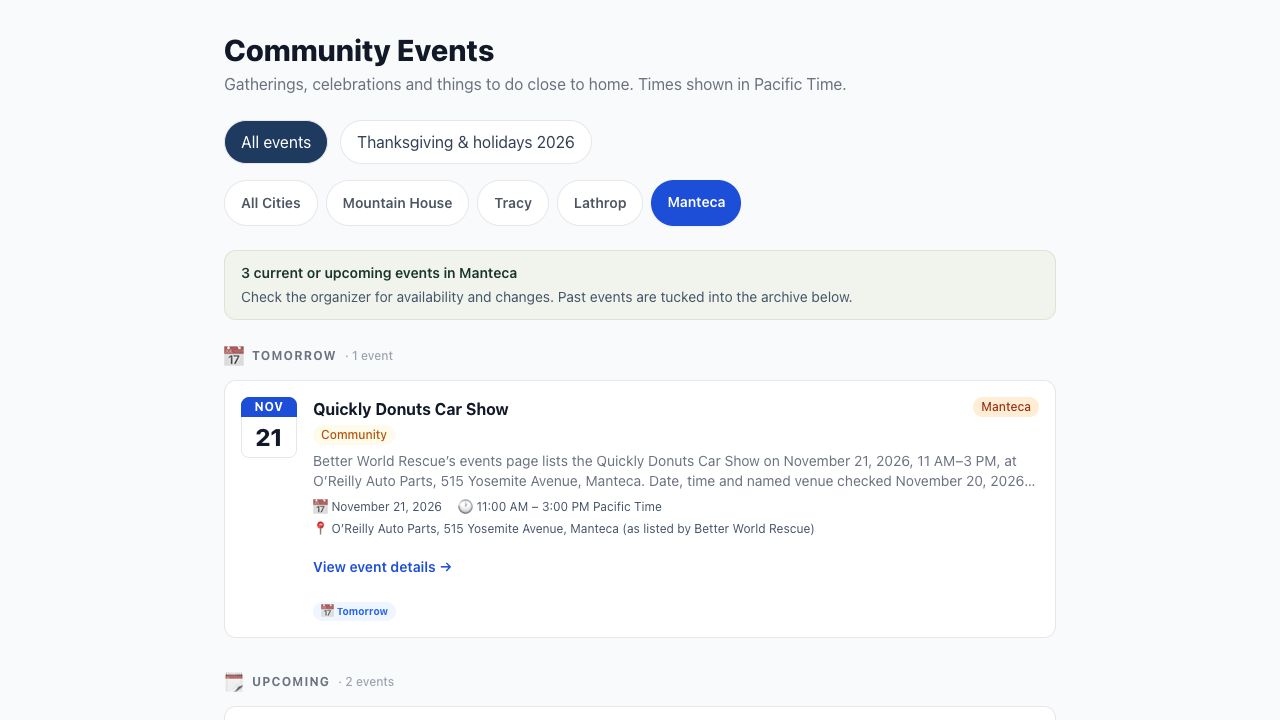 Community Events
Gatherings, celebrations and things to do close to home. Times shown in Pacific Time.
All events
Thanksgiving & holidays 2026
All Cities
Mountain House
Tracy
Lathrop
Manteca
3 current or upcoming events in Manteca
Check the organizer for availability and changes. Past events are tucked into the archive below.
TOMORROW · 1 event
NOV
21
Quickly Donuts Car Show
Manteca
Community
Better World Rescue’s events page lists the Quickly Donuts Car Show on November 21, 2026, 11 AM–3 PM, at
O’Reilly Auto Parts, 515 Yosemite Avenue, Manteca. Date, time and named venue checked November 20, 2026…
November 21, 2026
11:00 AM – 3:00 PM Pacific Time
O’Reilly Auto Parts, 515 Yosemite Avenue, Manteca (as listed by Better World Rescue)
View event details →
Tomorrow
UPCOMING · 2 events